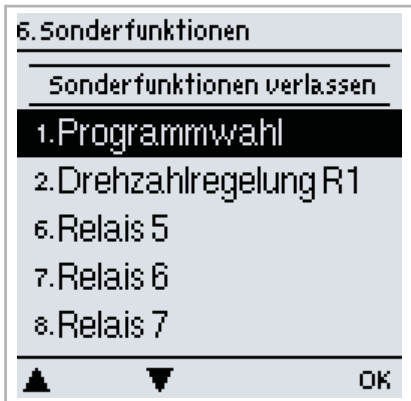 6.Sonderfunktionen
Sonderfunktionen verlassen
1.Programmwahl
2.Drehzahlregelung R1
6.Relais 5
7.Relais 6
8.Relais 7
▲ ▼ OK